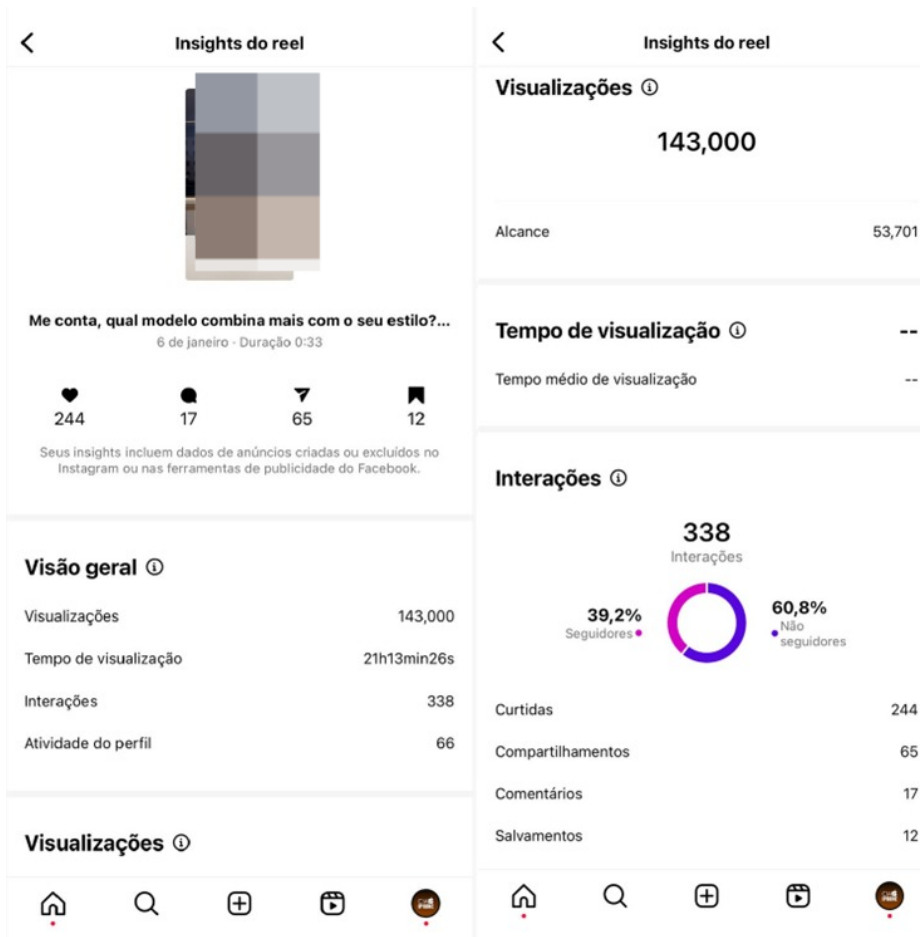 Insights do reel
Me conta, qual modelo combina mais com o seu estilo?...
6 de janeiro · Duração 0:33
244 17 65 12
Seus insights incluem dados de anúncios criadas ou excluídos no
Instagram ou nas ferramentas de publicidade do Facebook.
Visão geral
Visualizações 143,000
Tempo de visualização 21h13min26s
Interações 338
Atividade do perfil 66
Visualizações
Insights do reel
Visualizações
143,000
Alcance 53,701
Tempo de visualização --
Tempo médio de visualização --
Interações
338
Interações
39,2%
Seguidores
60,8%
Não
seguidores
Curtidas 244
Compartilhamentos 65
Comentários 17
Salvamentos 12